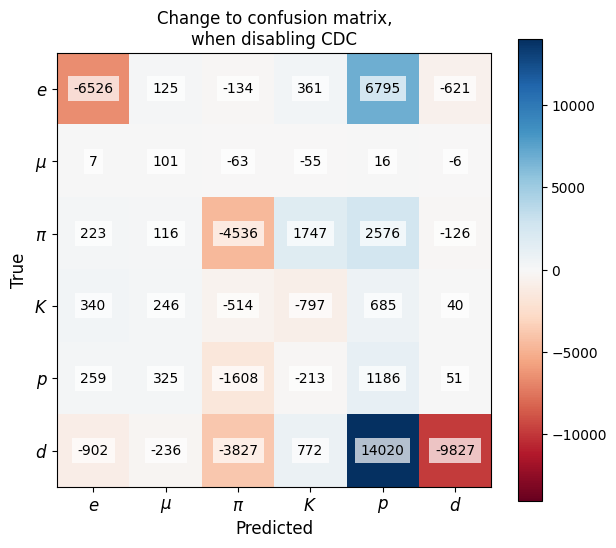 Change to confusion matrix,
when disabling CDC
True
e -6526 125 -134 361 6795 -621
μ 7 101 -63 -55 16 -6
π 223 116 -4536 1747 2576 -126
K 340 246 -514 -797 685 40
p 259 325 -1608 -213 1186 51
d -902 -236 -3827 772 14020 -9827
e μ π K p d
Predicted
10000
5000
0
−5000
−10000